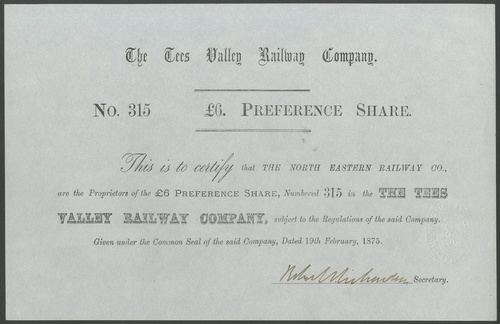 The Tees Valley Railway Company.
No. 315 £6. Preference Share.
This is to certify that THE NORTH EASTERN RAILWAY CO.,
are the Proprietors of the £6 Preference Share, Numbered 315 in the THE TEES
VALLEY RAILWAY COMPANY, subject to the Regulations of the said Company.
Given under the Common Seal of the said Company, Dated 19th February, 1875.
Secretary.